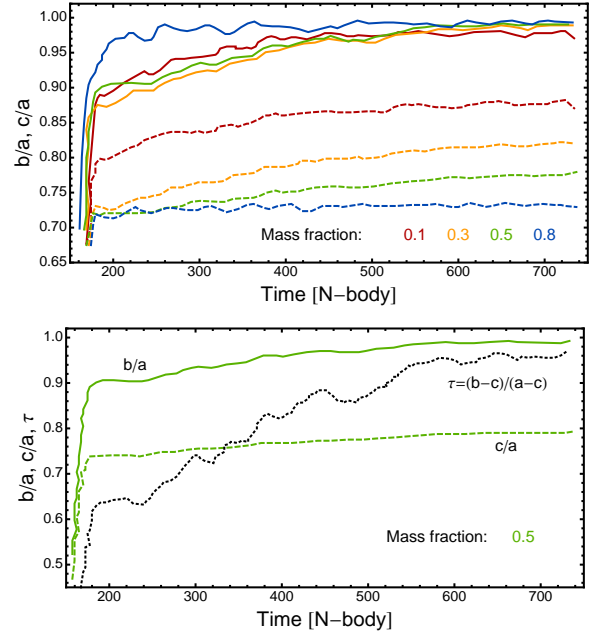 1.00
0.95
0.90
0.85
0.80
0.75
0.70
0.65
b/a, c/a
Mass fraction: 0.1 0.3 0.5 0.8
200 300 400 500 600 700
Time [N−body]
1.0
0.9
0.8
0.7
0.6
0.5
b/a, c/a, τ
b/a
τ=(b−c)/(a−c)
c/a
Mass fraction: 0.5
200 300 400 500 600 700
Time [N−body]